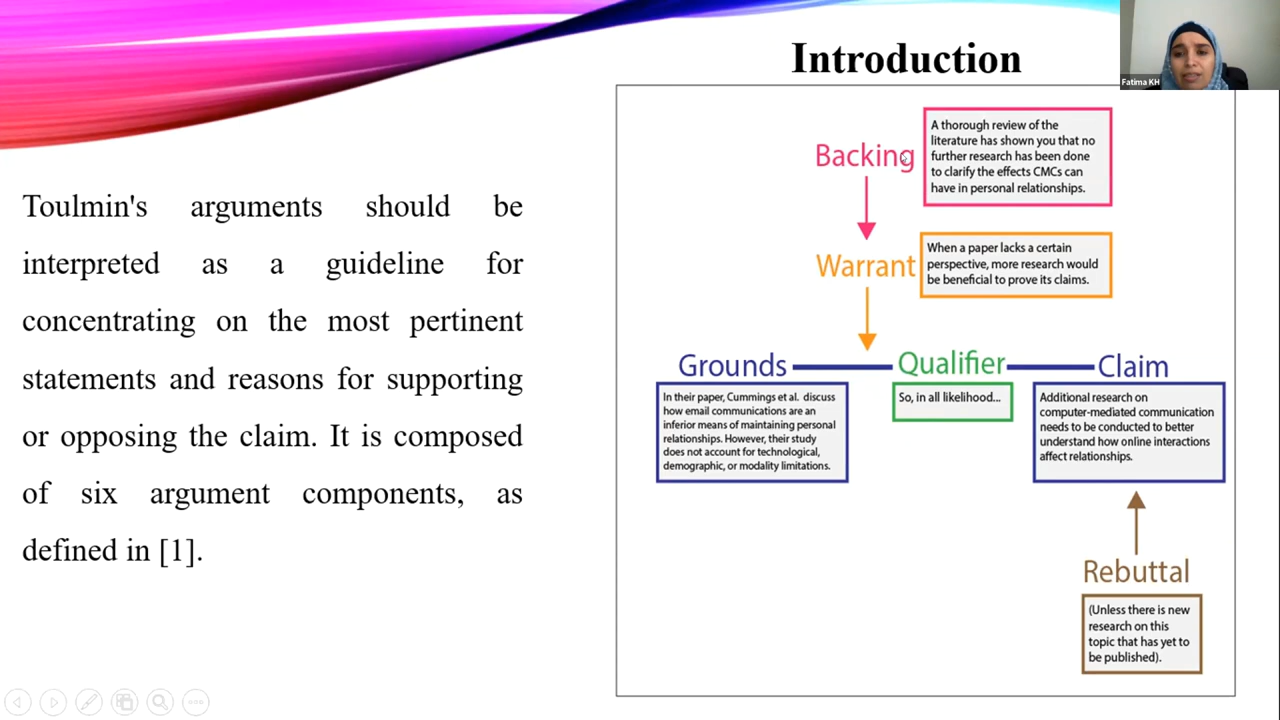 Introduction
Fatima KH
Toulmin's arguments should be
interpreted as a guideline for
concentrating on the most pertinent
statements and reasons for supporting
or opposing the claim. It is composed
of six argument components, as
defined in [1].
Backing
A thorough review of the
literature has shown you that no
further research has been done
to clarify the effects CMCs can
have in personal relationships.
Warrant
When a paper lacks a certain
perspective, more research would
be beneficial to prove its claims.
Grounds
In their paper, Cummings et al. discuss
how email communications are an
inferior means of maintaining personal
relationships. However, their study
does not account for technological,
demographic, or modality limitations.
Qualifier
So, in all likelihood...
Claim
Additional research on
computer-mediated communication
needs to be conducted to better
understand how online interactions
affect relationships.
Rebuttal
(Unless there is new
research on this
topic that has yet to
be published).